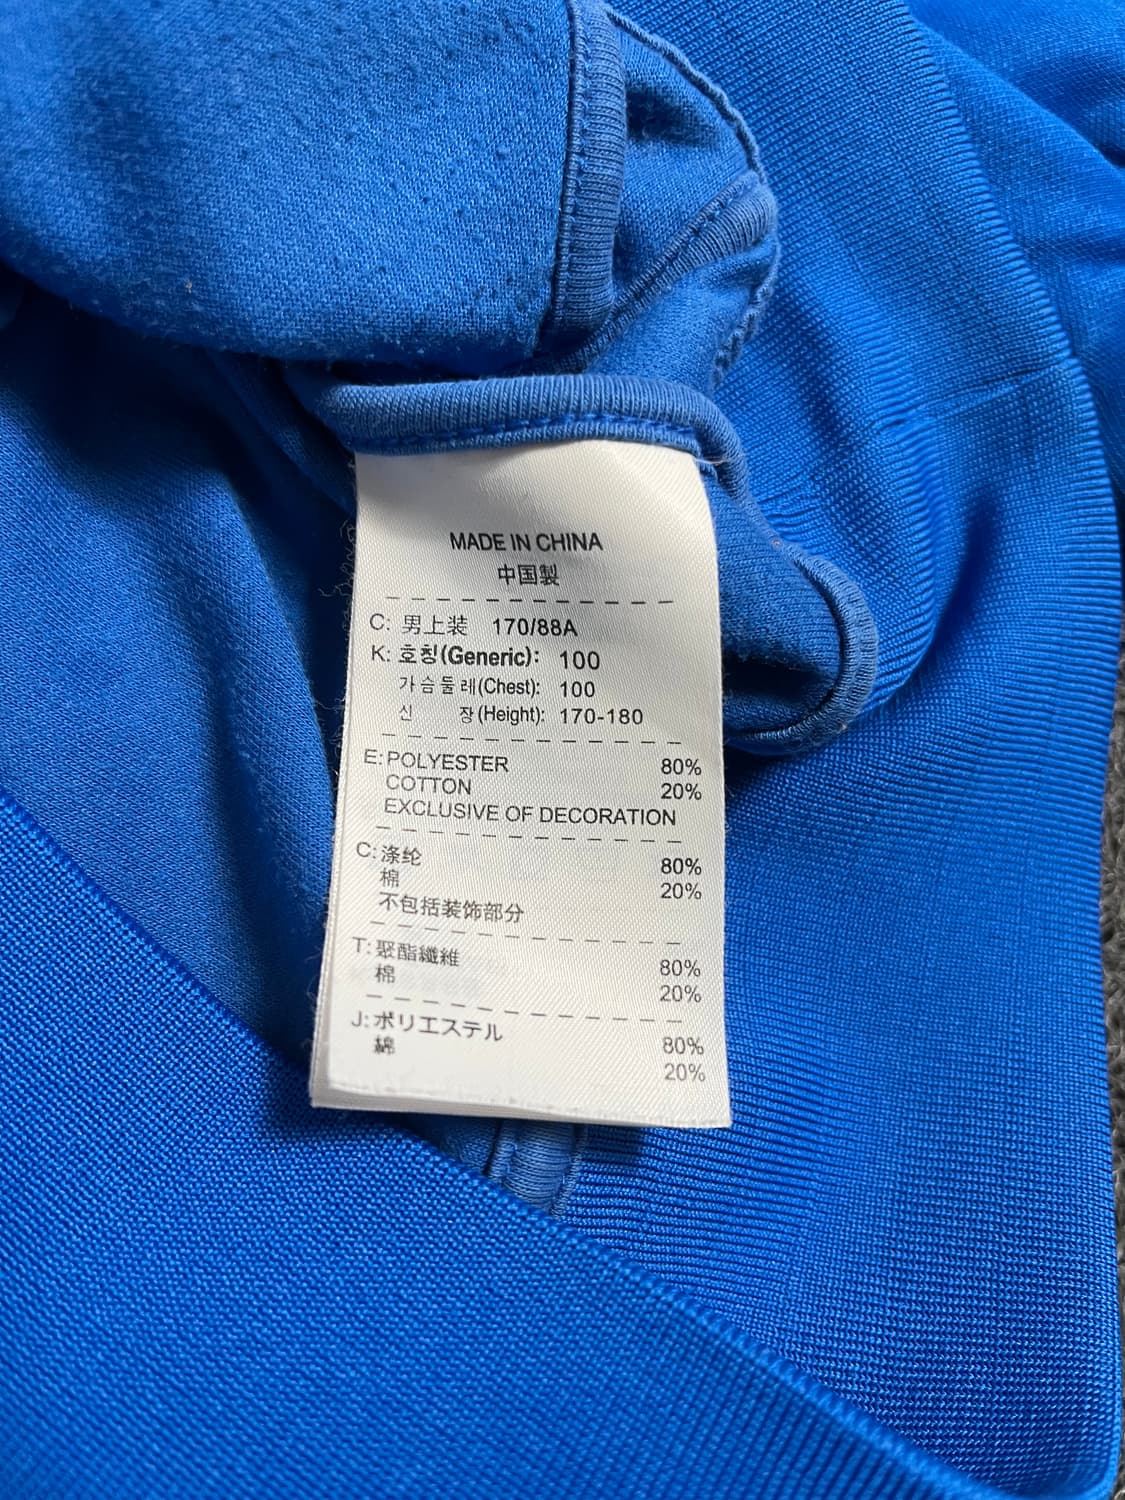 MADE IN CHINA
中国製
C: 男上装 170/88A
K: 호칭(Generic): 100
가슴둘레(Chest): 100
신 장(Height): 170-180
E: POLYESTER 80%
COTTON 20%
EXCLUSIVE OF DECORATION
C: 涤纶 80%
棉 20%
不包括装饰部分
T: 聚酯纖維 80%
棉 20%
J: ポリエステル 80%
綿 20%